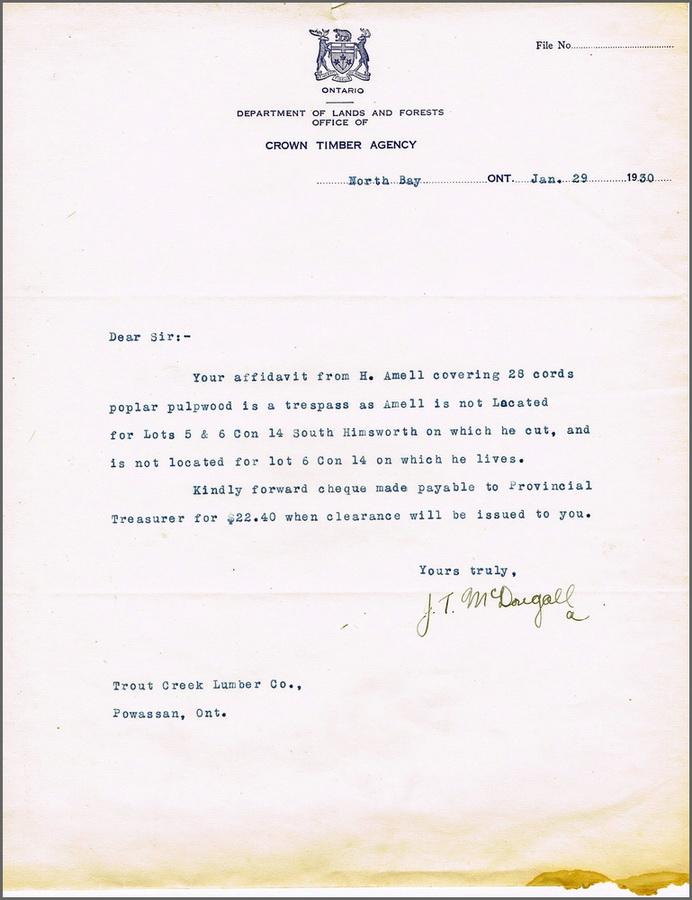 File No.
ONTARIO
DEPARTMENT OF LANDS AND FORESTS
OFFICE OF
CROWN TIMBER AGENCY
North Bay ONT. Jan. 29 1930
Dear Sir:-
Your affidavit from H. Amell covering 28 cords
poplar pulpwood is a trespass as Amell is not Located
for Lots 5 & 6 Con 14 South Himsworth on which he cut, and
is not located for lot 6 Con 14 on which he lives.
Kindly forward cheque made payable to Provincial
Treasurer for $22.40 when clearance will be issued to you.
Yours truly,
J. T. McDougall
a
Trout Creek Lumber Co.,
Powassan, Ont.